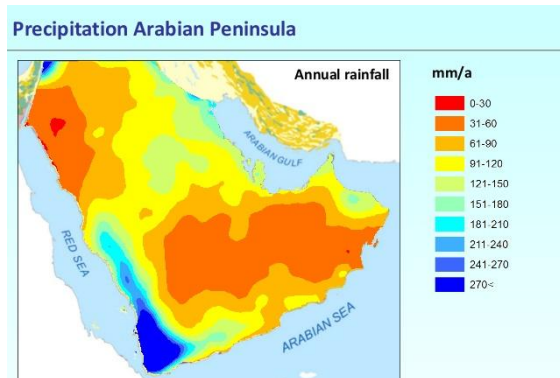 Precipitation Arabian Peninsula
Annual rainfall
mm/a
0-30
31-60
61-90
91-120
121-150
151-180
181-210
211-240
241-270
270<
ARABIAN GULF
RED SEA
ARABIAN SEA